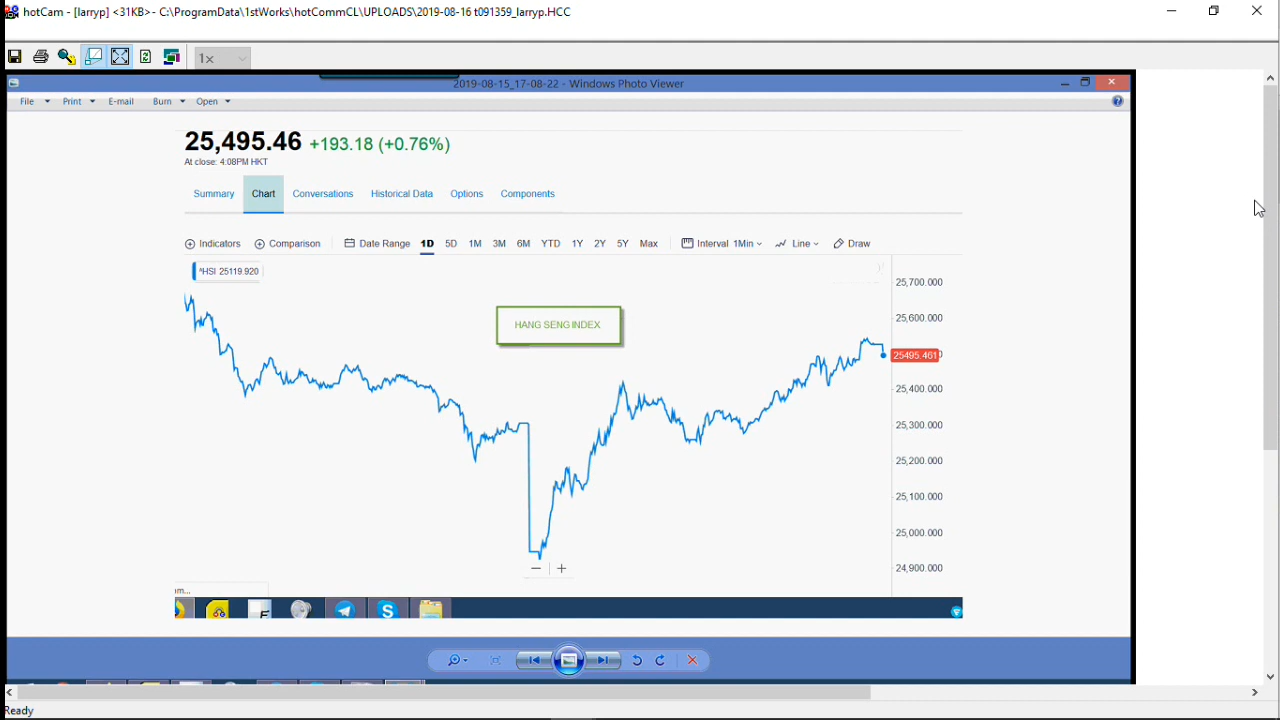 hotCam - [larryp] <31KB>- C:\ProgramData\1stWorks\hotCommCL\UPLOADS\2019-08-16 t091359_larryp.HCC
1x
2019-08-15_17-08-22 - Windows Photo Viewer
File Print E-mail Burn Open
25,495.46 +193.18 (+0.76%)
At close: 4:08PM HKT
Summary Chart Conversations Historical Data Options Components
Indicators Comparison Date Range 1D 5D 1M 3M 6M YTD 1Y 2Y 5Y Max Interval 1Min Line Draw
^HSI 25119.920
25,700.000
HANG SENG INDEX
25,600.000
25495.461
25,400.000
25,300.000
25,200.000
25,100.000
25,000.000
24,900.000
om...
Ready